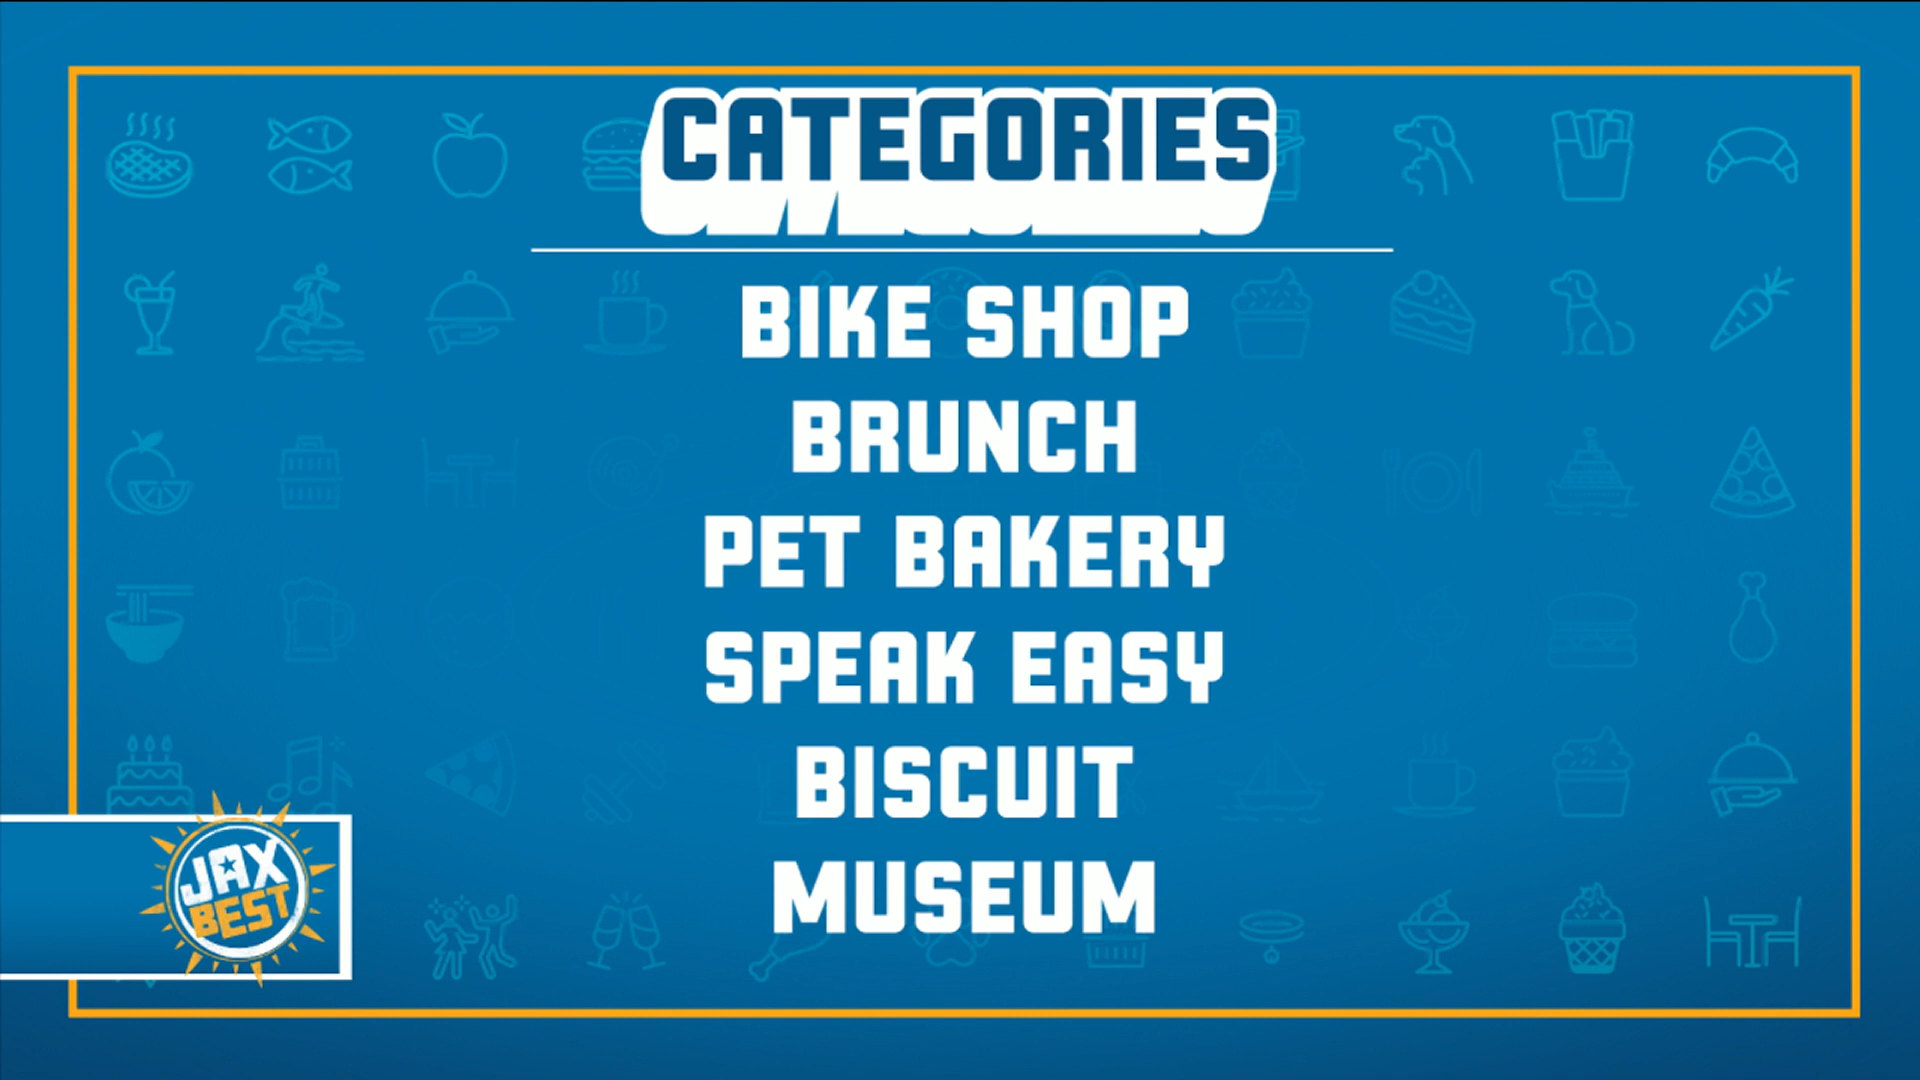 CATEGORIES
BIKE SHOP
BRUNCH
PET BAKERY
SPEAK EASY
BISCUIT
MUSEUM
JAX
BEST